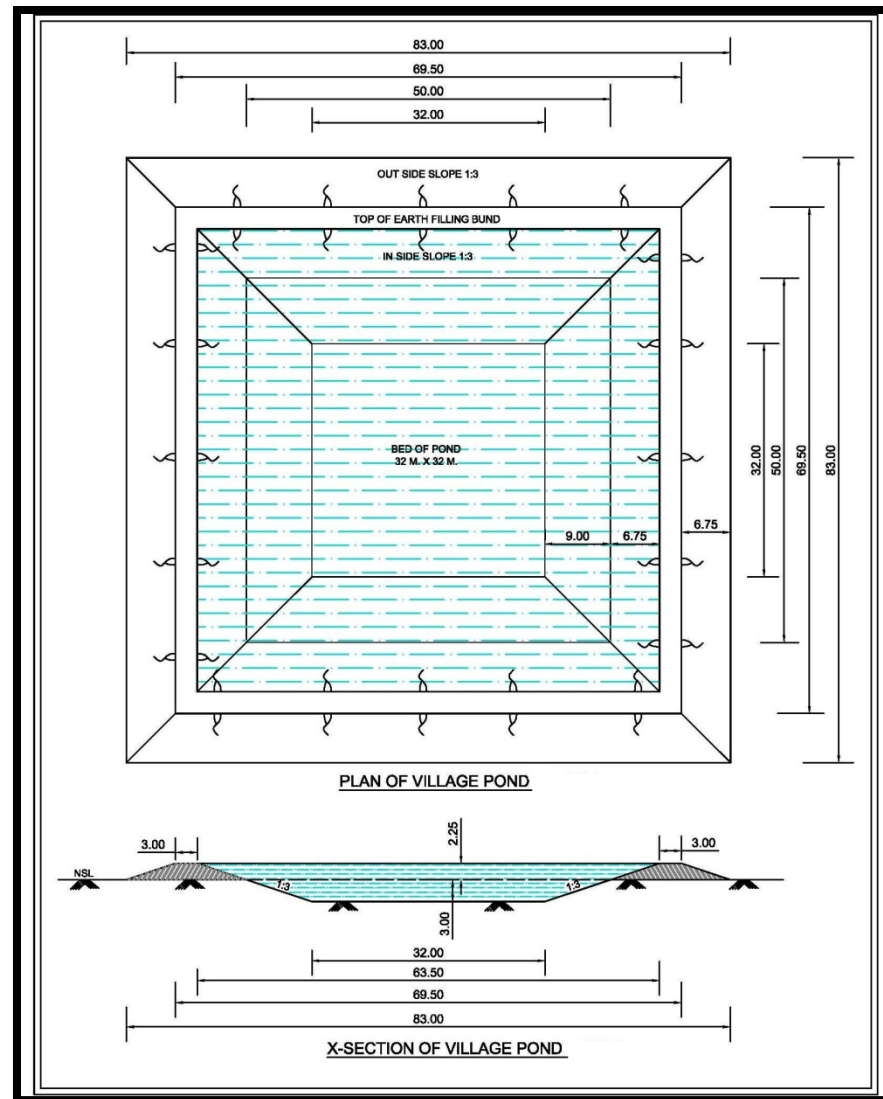 83.00
69.50
50.00
32.00
OUT SIDE SLOPE 1:3
TOP OF EARTH FILLING BUND
IN SIDE SLOPE 1:3
BED OF POND
32 M. X 32 M.
9.00
6.75
6.75
32.00
50.00
69.50
83.00
PLAN OF VILLAGE POND
3.00
2.25
3.00
NSL
1:3
1:3
3.00
32.00
63.50
69.50
83.00
X-SECTION OF VILLAGE POND